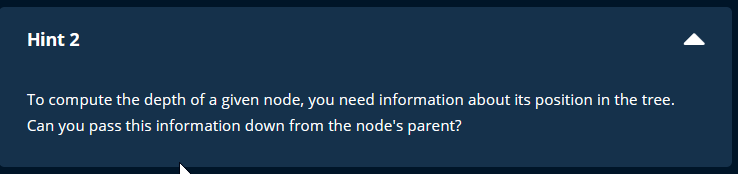 Hint 2
To compute the depth of a given node, you need information about its position in the tree.
Can you pass this information down from the node's parent?